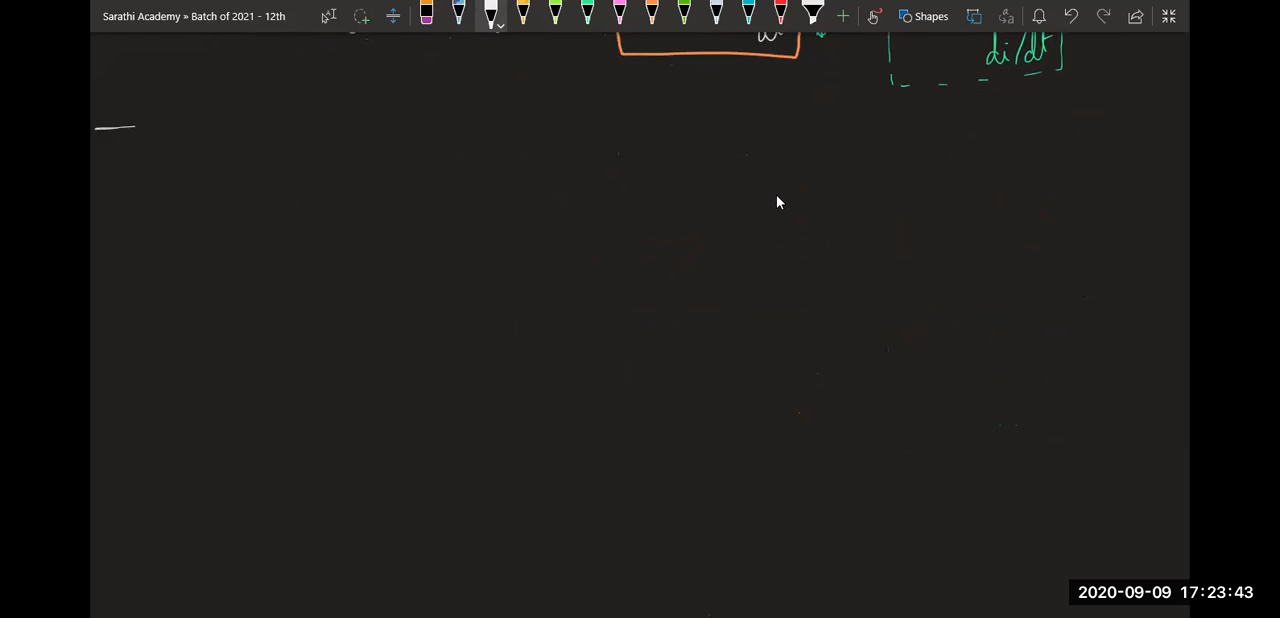 Sarathi Academy » Batch of 2021 - 12th
Shapes
di/dt
2020-09-09 17:23:43